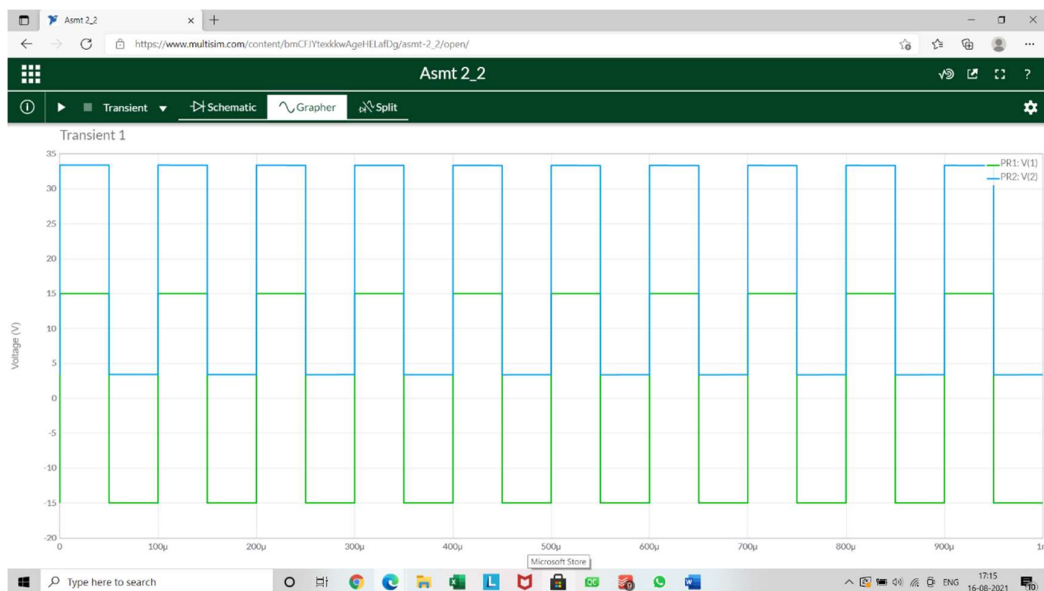 Asmt 2_2
https://www.multisim.com/content/bmCFJYtexkkwAgeHELafDg/asmt-2_2/open/
Asmt 2_2
Transient
Schematic
Grapher
Split
Transient 1
PR1: V(1)
PR2: V(2)
Voltage (V)
35
30
25
20
15
10
5
0
-5
-10
-15
-20
0 100µ 200µ 300µ 400µ 500µ 600µ 700µ 800µ 900µ
Microsoft Store
Type here to search
ENG
17:15
16-08-2021